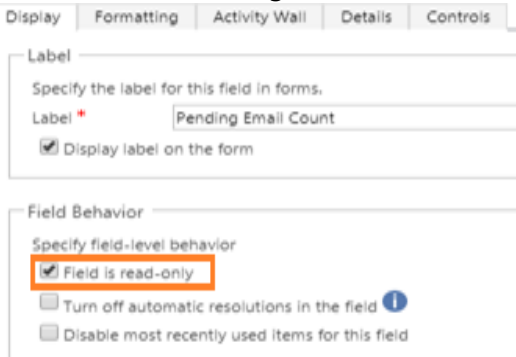 Display Formatting Activity Wall Details Controls
Label
Specify the label for this field in forms.
Label * Pending Email Count
Display label on the form
Field Behavior
Specify field-level behavior
Field is read-only
Turn off automatic resolutions in the field i
Disable most recently used items for this field